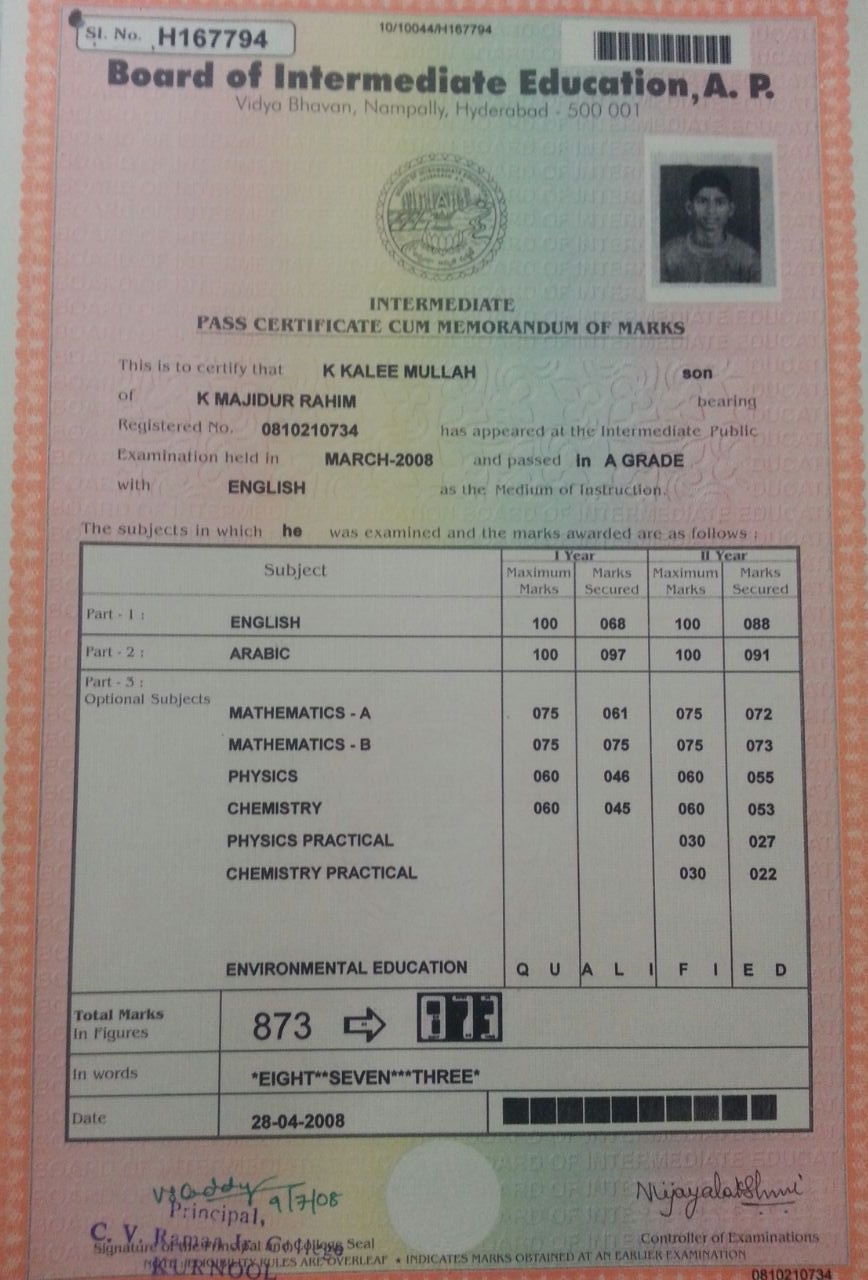 10/10044/H167794
Sl. No. H167794
Board of Intermediate Education, A. P.
Vidya Bhavan, Nampally, Hyderabad - 500 001
INTERMEDIATE
PASS CERTIFICATE CUM MEMORANDUM OF MARKS
This is to certify that K KALEE MULLAH son
of K MAJIDUR RAHIM bearing
Registered No. 0810210734 has appeared at the Intermediate Public
Examination held in MARCH-2008 and passed In A GRADE
with ENGLISH as the Medium of Instruction.
The subjects in which he was examined and the marks awarded are as follows :
I Year II Year
Subject Maximum Marks Marks Secured Maximum Marks Marks Secured
Part - 1 : ENGLISH 100 068 100 088
Part - 2 : ARABIC 100 097 100 091
Part - 3 :
Optional Subjects
MATHEMATICS - A 075 061 075 072
MATHEMATICS - B 075 075 075 073
PHYSICS 060 046 060 055
CHEMISTRY 060 045 060 053
PHYSICS PRACTICAL 030 027
CHEMISTRY PRACTICAL 030 022
ENVIRONMENTAL EDUCATION Q U A L I F I E D
Total Marks
In Figures 873 873
In words *EIGHT**SEVEN***THREE*
Date 28-04-2008
9/7/08
Vijayalakshmi
Principal,
C. V. Raman Jr. College
Signature of the Principal and College Seal Controller of Examinations
KURNOOL
RULES ARE OVERLEAF * INDICATES MARKS OBTAINED AT AN EARLIER EXAMINATION
0810210734